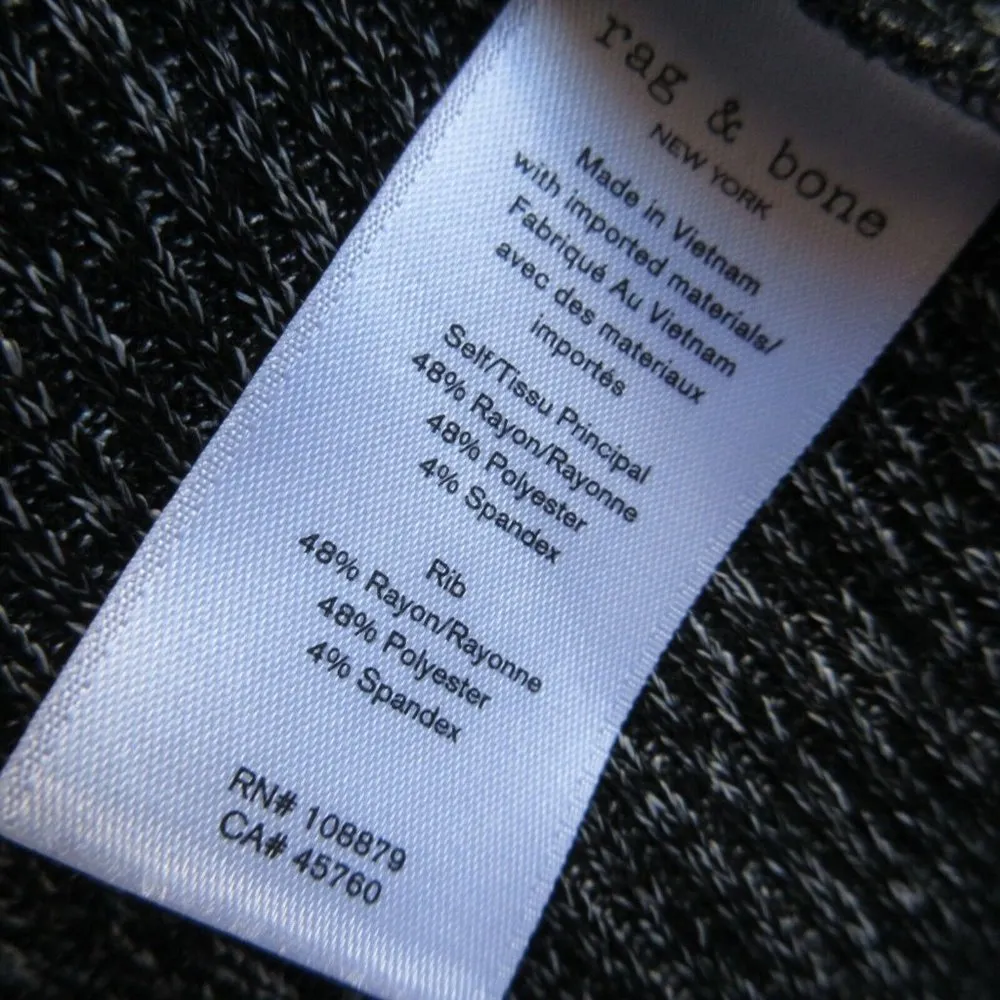 rag & bone
NEW YORK
Made in Vietnam
with imported materials/
Fabriqué Au Vietnam
avec des materiaux
importés
Self/Tissu Principal
48% Rayon/Rayonne
48% Polyester
4% Spandex
Rib
48% Rayon/Rayonne
48% Polyester
4% Spandex
RN# 108879
CA# 45760